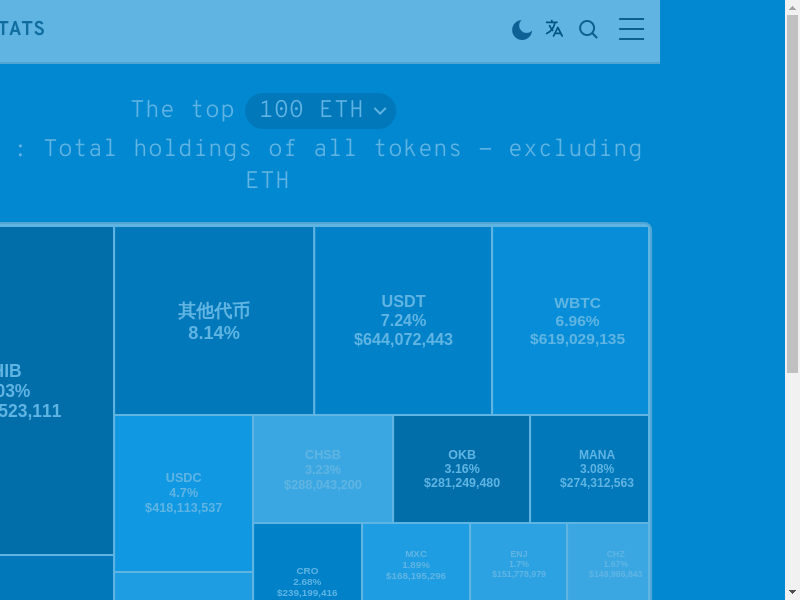 TATS
The top 100 ETH
: Total holdings of all tokens – excluding
ETH
HIB
03%
523,111
其他代币
8.14%
USDT
7.24%
$644,072,443
WBTC
6.96%
$619,029,135
USDC
4.7%
$418,113,537
CHSB
3.23%
$288,043,200
OKB
3.16%
$281,249,480
MANA
3.08%
$274,312,563
CRO
2.68%
$239,199,416
MXC
1.89%
$168,195,296
ENJ
1.7%
$151,778,979
CHZ
1.67%